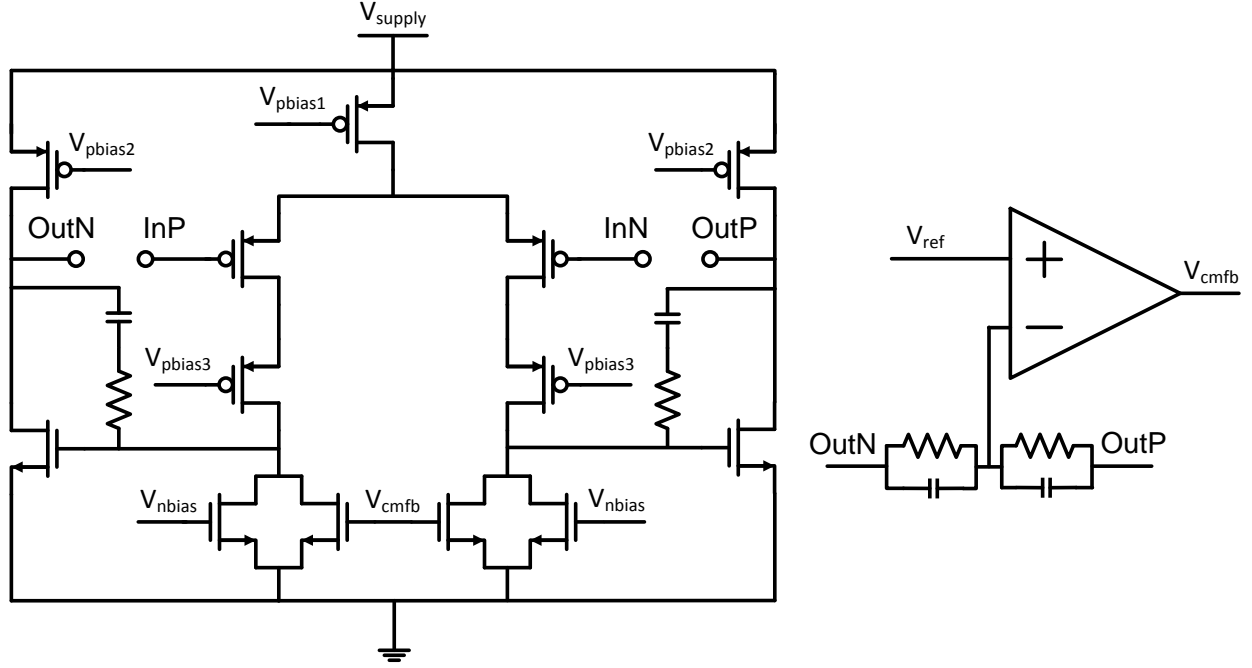 Vsupply
Vpbias1
Vpbias2
Vpbias2
OutN
InP
InN
OutP
Vref
+
Vcmfb
−
Vpbias3
Vpbias3
OutN
OutP
Vnbias
Vcmfb
Vnbias